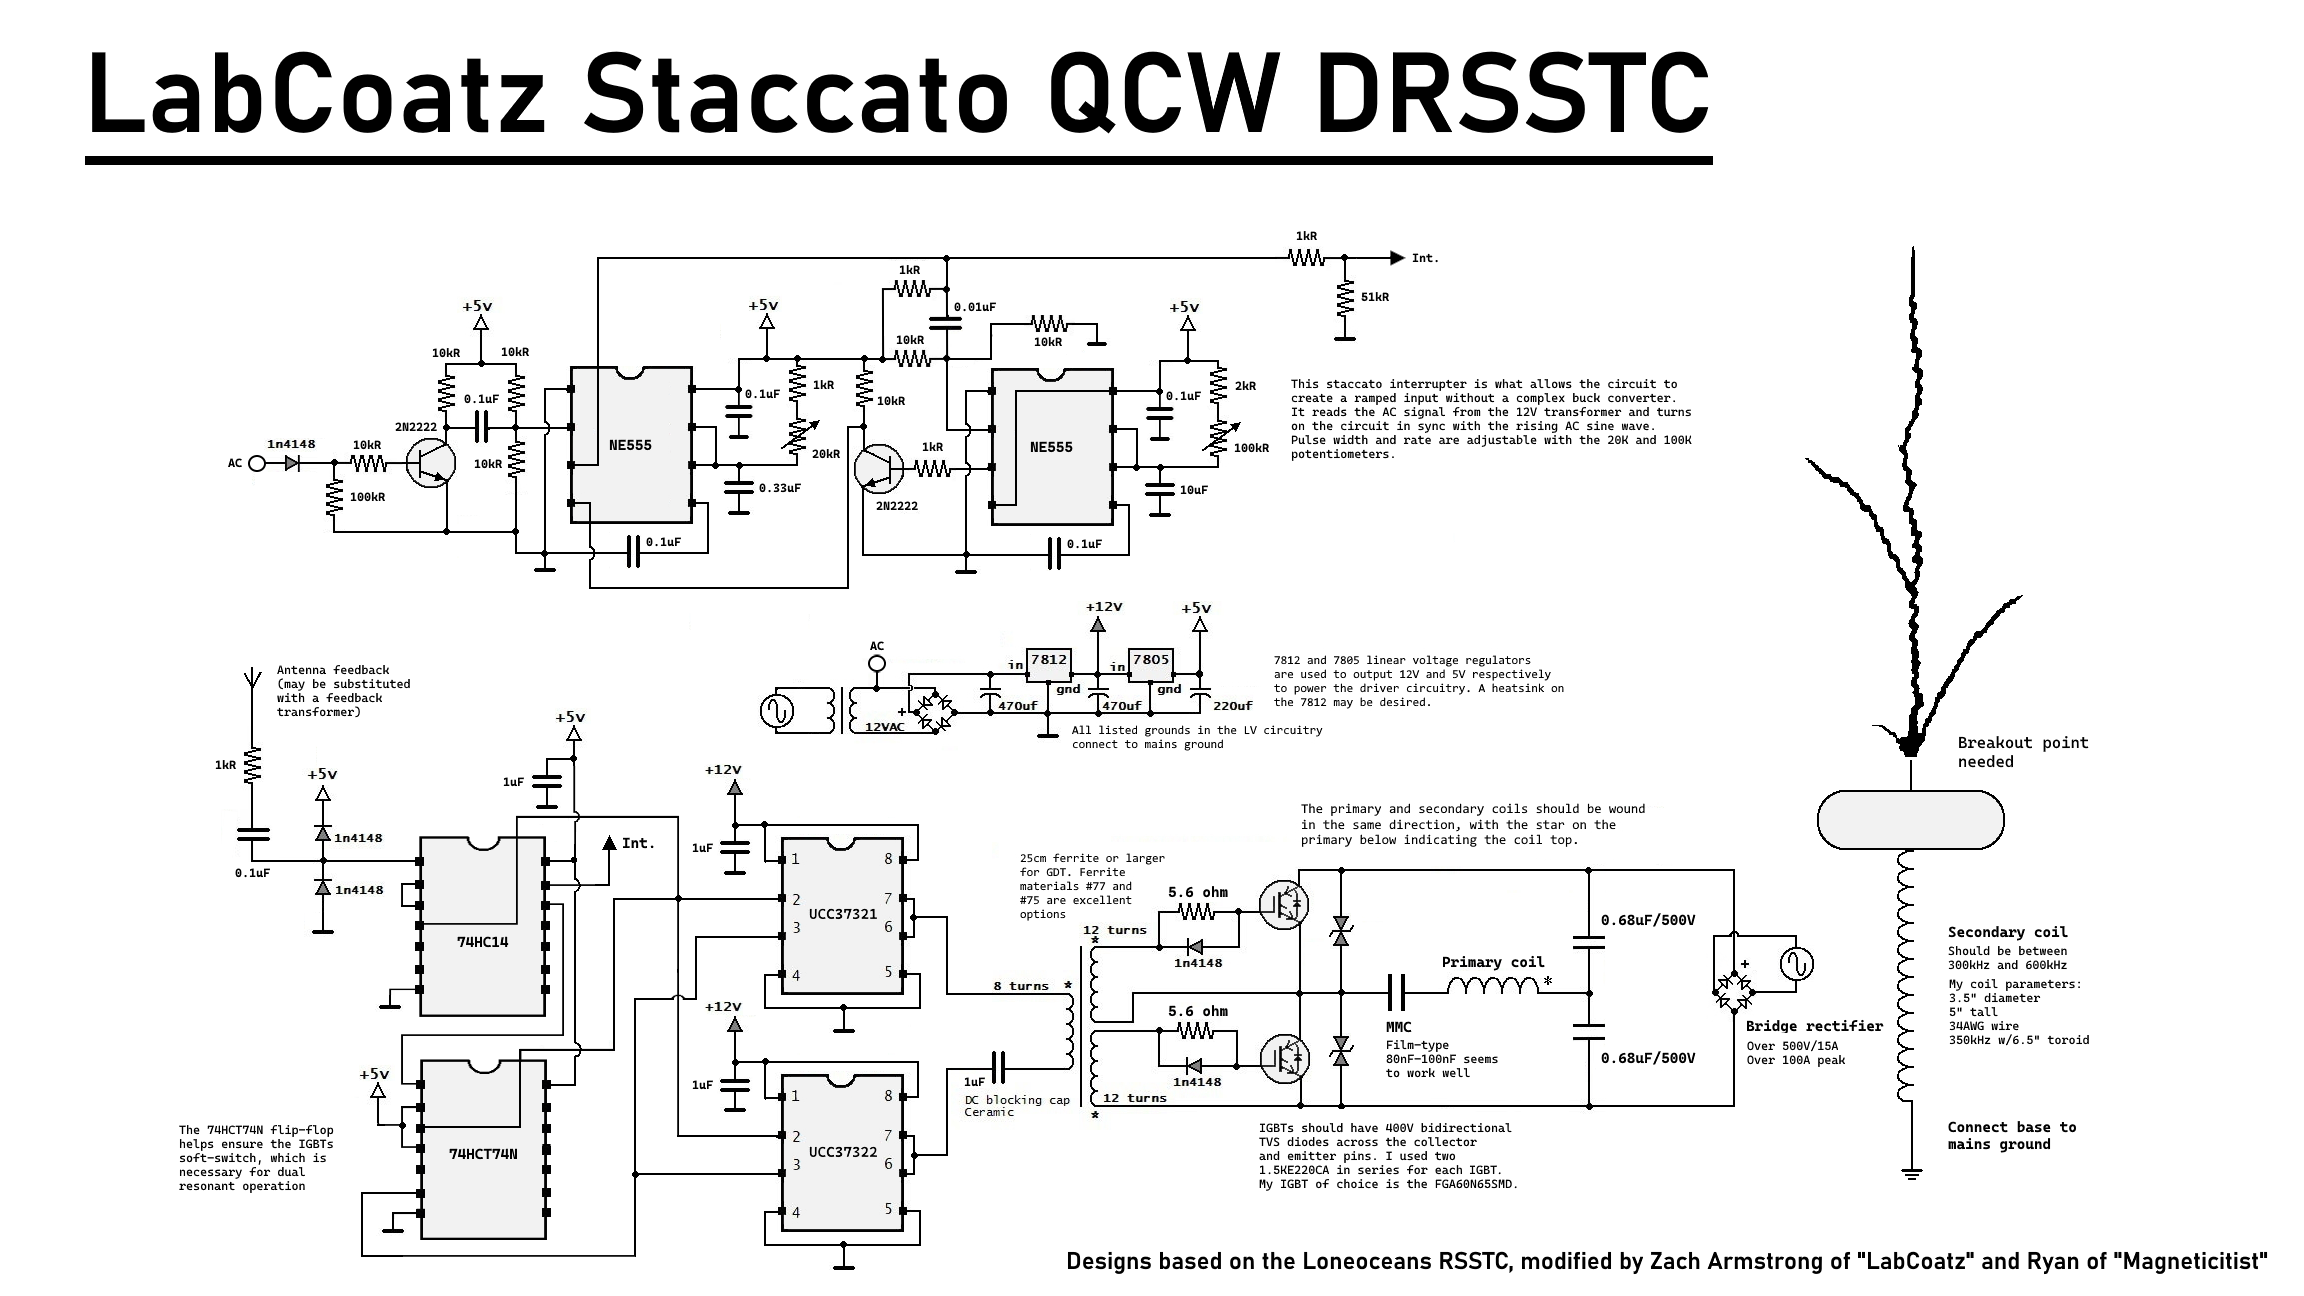 LabCoatz Staccato QCW DRSSTC
1kR
Int.
51kR
1kR
0.01uF
10kR
10kR
+5v
+5v
+5v
10kR
10kR
0.1uF
2N2222
1n4148
10kR
AC
100kR
10kR
NE555
0.1uF
1kR
20kR
0.33uF
0.1uF
10kR
1kR
2N2222
NE555
0.1uF
2kR
100kR
10uF
0.1uF
This staccato interrupter is what allows the circuit to
create a ramped input without a complex buck converter.
It reads the AC signal from the 12V transformer and turns
on the circuit in sync with the rising AC sine wave.
Pulse width and rate are adjustable with the 20K and 100K
potentiometers.
+12V
+5v
AC
in
7812
in
7805
gnd
gnd
+
12VAC
470uf
470uf
220uf
7812 and 7805 linear voltage regulators
are used to output 12V and 5V respectively
to power the driver circuitry. A heatsink on
the 7812 may be desired.
All listed grounds in the LV circuitry
connect to mains ground
Antenna feedback
(may be substituted
with a feedback
transformer)
1kR
+5v
+5v
1uF
1n4148
0.1uF
1n4148
Int.
74HC14
+5v
74HCT74N
The 74HCT74N flip-flop
helps ensure the IGBTs
soft-switch, which is
necessary for dual
resonant operation
+12V
1uF
1
8
2
7
UCC37321
3
6
4
5
+12V
1uF
1
8
2
7
UCC37322
3
6
4
5
25cm ferrite or larger
for GDT. Ferrite
materials #77 and
#75 are excellent
options
12 turns
*
8 turns
*
1uF
DC blocking cap
Ceramic
12 turns
*
5.6 ohm
1n4148
5.6 ohm
1n4148
The primary and secondary coils should be wound
in the same direction, with the star on the
primary below indicating the coil top.
Primary coil
*
MMC
Film-type
80nF-100nF seems
to work well
0.68uF/500V
0.68uF/500V
+
Bridge rectifier
Over 500V/15A
Over 100A peak
IGBTs should have 400V bidirectional
TVS diodes across the collector
and emitter pins. I used two
1.5KE220CA in series for each IGBT.
My IGBT of choice is the FGA60N65SMD.
Breakout point
needed
Secondary coil
Should be between
300kHz and 600kHz
My coil parameters:
3.5" diameter
5" tall
34AWG wire
350kHz w/6.5" toroid
Connect base to
mains ground
Designs based on the Loneoceans RSSTC, modified by Zach Armstrong of "LabCoatz" and Ryan of "Magneticitist"